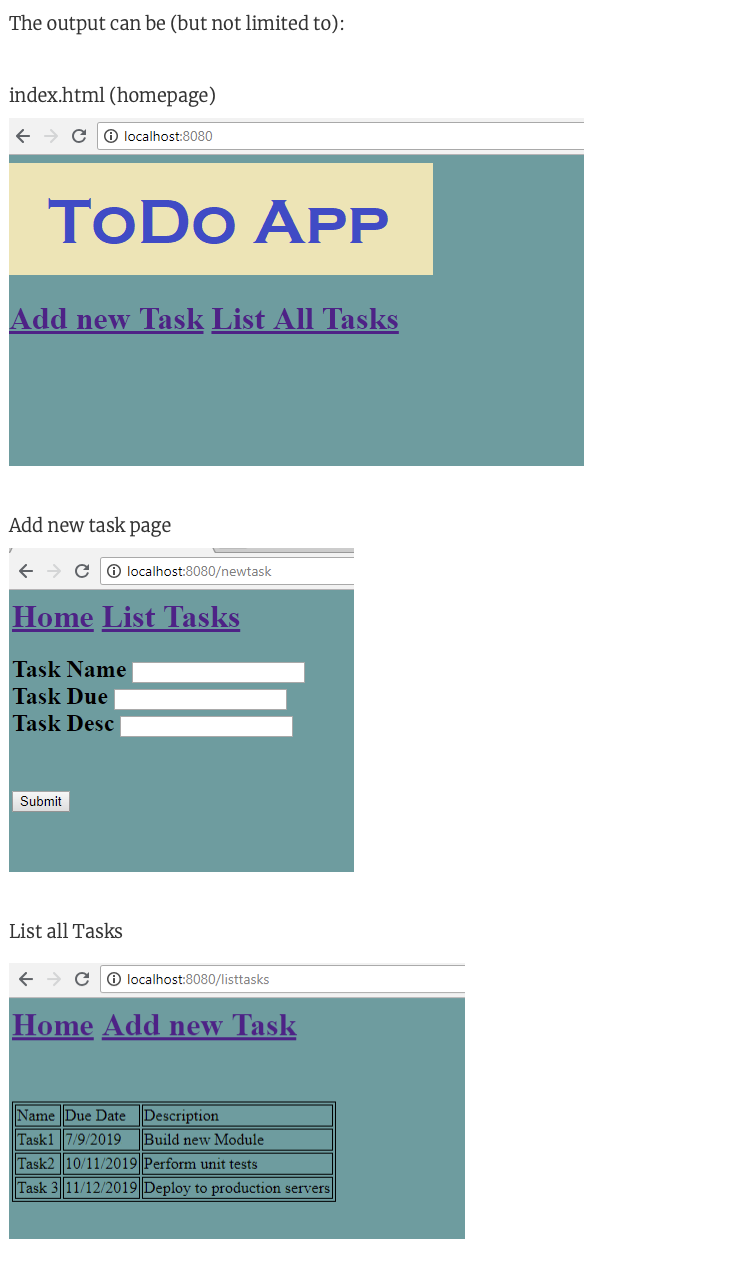 The output can be (but not limited to):
index.html (homepage)
localhost:8080
ToDo App
Add new Task List All Tasks
Add new task page
localhost:8080/newtask
Home List Tasks
Task Name
Task Due
Task Desc
Submit
List all Tasks
localhost:8080/listtasks
Home Add new Task
Name Due Date Description
Task1 7/9/2019 Build new Module
Task2 10/11/2019 Perform unit tests
Task 3 11/12/2019 Deploy to production servers